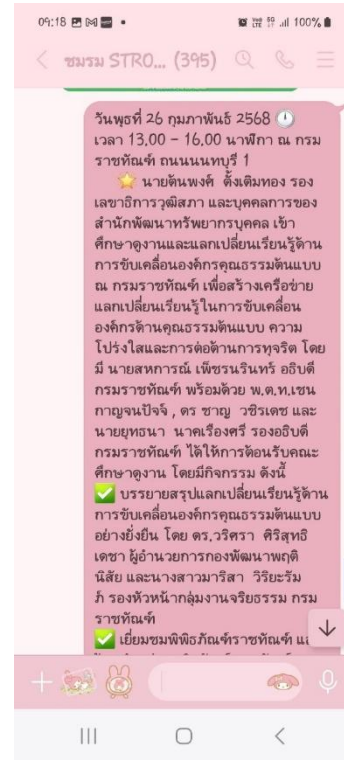 09:18
100%
ชมรม STRO... (395)
วันพุธที่ 26 กุมภาพันธ์ 2568
เวลา 13.00 - 16.00 นาฬิกา ณ กรม
ราชทัณฑ์ ถนนนนทบุรี 1
นายตันพงศ์ ตั้งเติมทอง รอง
เลขาธิการวุฒิสภา และบุคคลากรของ
สำนักพัฒนาทรัพยากรบุคคล เข้า
ศึกษาดูงานและแลกเปลี่ยนเรียนรู้ด้าน
การขับเคลื่อนองค์กรคุณธรรมต้นแบบ
ณ กรมราชทัณฑ์ เพื่อสร้างเครือข่าย
แลกเปลี่ยนเรียนรู้ในการขับเคลื่อน
องค์กรด้านคุณธรรมต้นแบบ ความ
โปร่งใสและการต่อต้านการทุจริต โดย
มี นายสหการณ์ เพ็ชรนรินทร์ อธิบดี
กรมราชทัณฑ์ พร้อมด้วย พ.ต.ท.เชน
กาญจนปัจจ์ , ดร ชาญ วชิรเดช และ
นายยุทธนา นาคเรืองศรี รองอธิบดี
กรมราชทัณฑ์ ได้ให้การต้อนรับคณะ
ศึกษาดูงาน โดยมีกิจกรรม ดังนี้
บรรยายสรุปแลกเปลี่ยนเรียนรู้ด้าน
การขับเคลื่อนองค์กรคุณธรรมต้นแบบ
อย่างยั่งยืน โดย ดร.วริศรา ศิริสุทธิ
เดชา ผู้อำนวยการกองพัฒนาพฤติ
นิสัย และนางสาวมาริสา วิริยะรัม
ภ์ รองหัวหน้ากลุ่มงานจริยธรรม กรม
ราชทัณฑ์
เยี่ยมชมพิพิธภัณฑ์ราชทัณฑ์